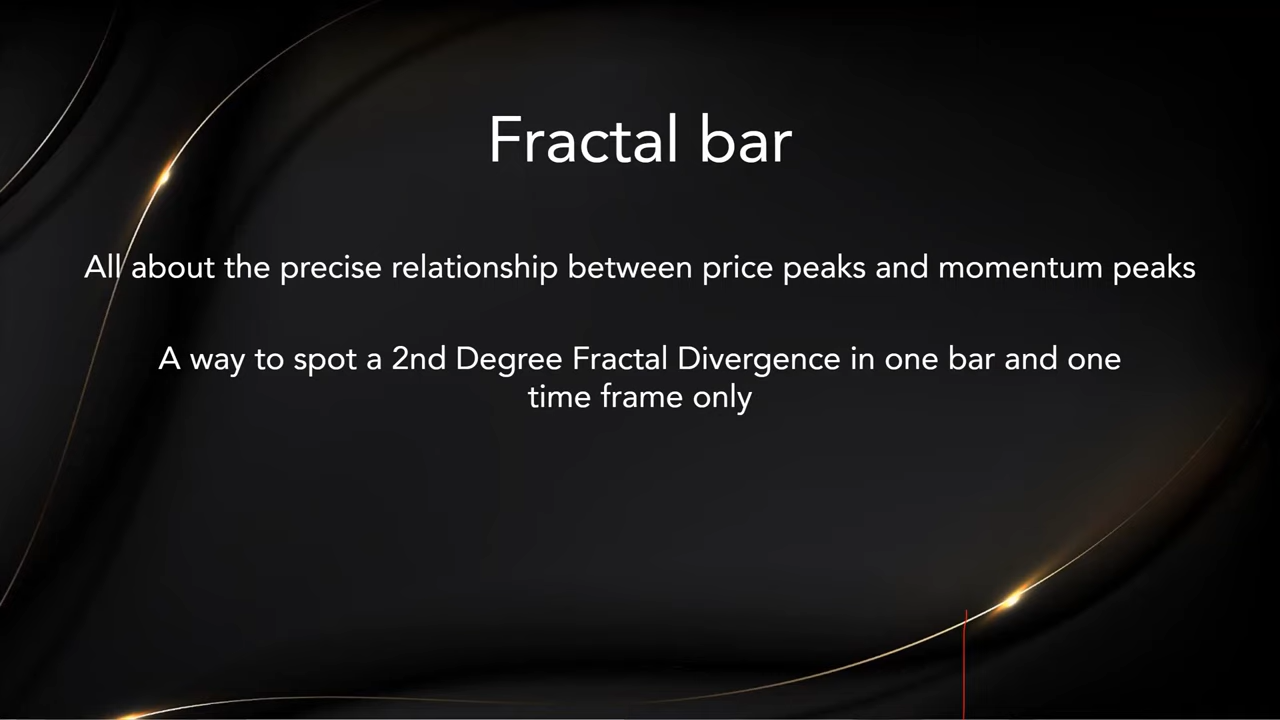 Fractal bar
All about the precise relationship between price peaks and momentum peaks
A way to spot a 2nd Degree Fractal Divergence in one bar and one
time frame only